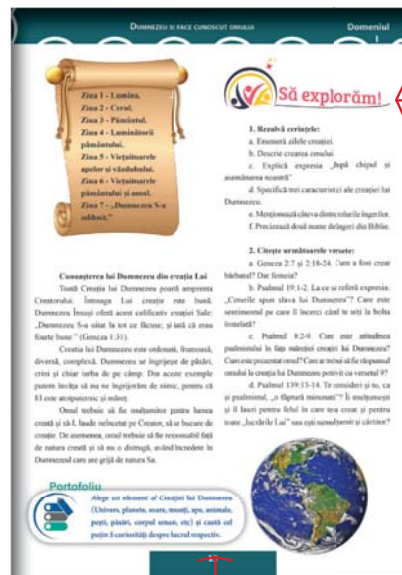 DUMNEZEU SI FACE CUNOSCUT OMULUI
Domeniul
I
Ziua 1 - Lumina.
Ziua 2 - Cerul.
Ziua 3 - Pământul.
Ziua 4 - Luminătorii
pământului.
Ziua 5 - Viețuitoarele
apelor și văzduhului.
Ziua 6 - Viețuitoarele
pământului și omul.
Ziua 7 - „Dumnezeu S-a
odihnit.”
Cunoașterea lui Dumnezeu din creația Lui
Toată Creația lui Dumnezeu poartă amprenta
Creatorului. Întreaga Lui creație este bună.
Dumnezeu Însuși oferă acest calificativ creației Sale:
„Dumnezeu S-a uitat la tot ce făcuse; și iată că erau
foarte bune” (Geneza 1:31).
Creația lui Dumnezeu este ordonată, frumoasă,
diversă, complexă. Dumnezeu se îngrijește de păsări,
crini și chiar iarba de pe câmp. Din aceste exemple
putem învăța să nu ne îngrijorăm de nimic, pentru că
El este atotputernic și măreț.
Omul trebuie să fie mulțumitor pentru lumea
creată și să-L laude neîncetat pe Creator, să se bucure de
creație. De asemenea, omul trebuie să fie responsabil față
de natura creată și să nu o distrugă, având încredere în
Dumnezeul care are grijă de natura Sa.
Portofoliu
Alege un element al Creației lui Dumnezeu
(Univers, planete, soare, munți, ape, animale,
pești, păsări, corpul uman, etc) și caută cel
puțin 3 curiozități despre lucrul respectiv.
Să explorăm!
1. Rezolvă cerințele:
a. Enumeră zilele creației.
b. Descrie crearea omului
c. Explică expresia „după chipul și
asemănarea noastră”
d. Specifică trei caracteristici ale creației lui
Dumnezeu.
e. Menționează câteva dintre rolurile îngerilor.
f. Precizează două nume de îngeri din Biblie.
2. Citește următoarele versete:
a. Geneza 2:7 și 2:18-24. Cum a fost creat
bărbatul? Dar femeia?
b. Psalmul 19:1-2. La ce se referă expresia:
„Cerurile spun slava lui Dumnezeu”? Care este
sentimentul pe care îl încerci când te uiți la bolta
înstelată?
c. Psalmul 8:2-9. Care este atitudinea
psalmistului în fața măreției creației lui Dumnezeu?
Cum este prezentat omul? Care ar trebui să fie răspunsul
omului la creația lui Dumnezeu potrivit cu versetul 9?
d. Psalmul 139:13-14. Te consideri și tu, ca
și psalmistul, „o făptură minunată”? Îi mulțumești
și îl lauzi pentru felul în care tea creat și pentru
toate „lucrările Lui” sau ești nemulțumit și cârtitor?